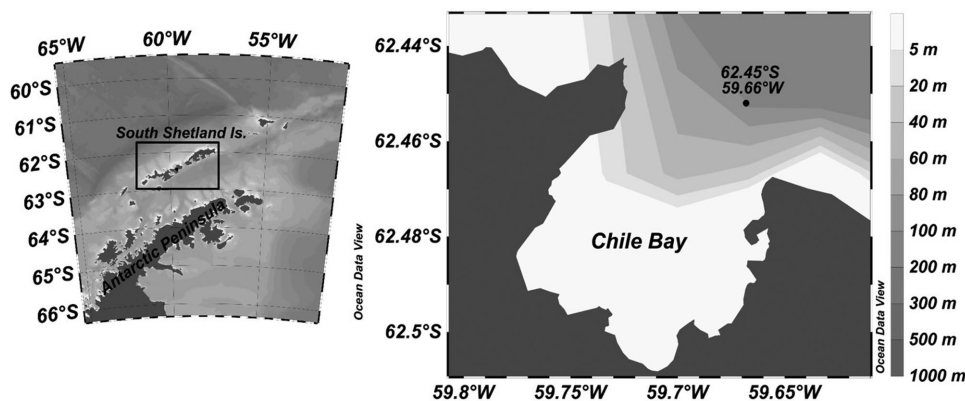 65°W
60°W
55°W
60°S
61°S
62°S
63°S
64°S
65°S
66°S
South Shetland Is.
Antarctic Peninsula
Ocean Data View
62.44°S
62.46°S
62.48°S
62.5°S
59.8°W
59.75°W
59.7°W
59.65°W
62.45°S
59.66°W
Chile Bay
Ocean Data View
5 m
20 m
40 m
60 m
80 m
100 m
200 m
300 m
500 m
1000 m